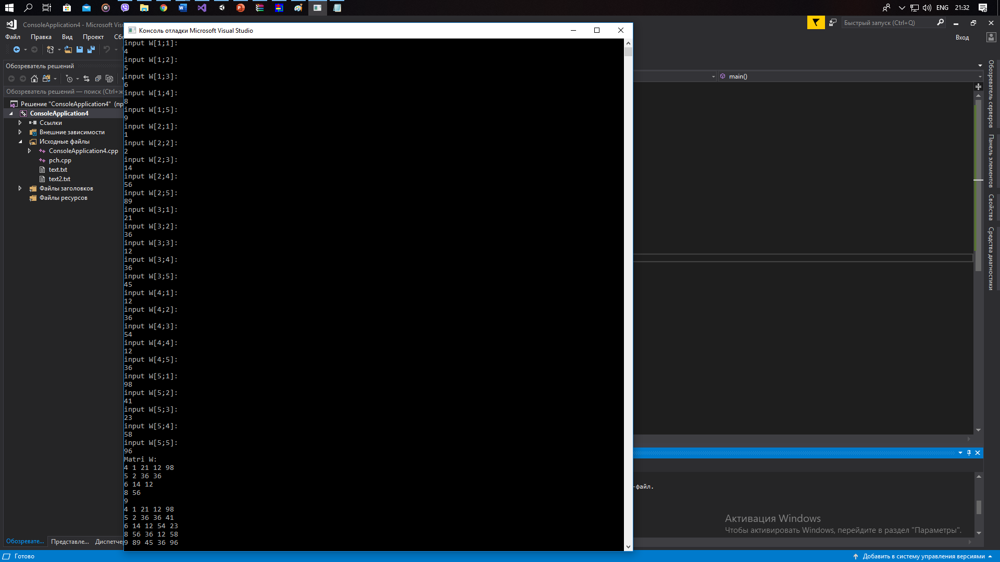 ENG
21:32
ConsoleApplication4 - Microsoft Visu
Быстрый запуск (Ctrl+Q)
Файл
Правка
Вид
Проект
Сбо
Вход
Обозреватель решений
Обозреватель решений — поиск (Ctrl+ж
Решение "ConsoleApplication4" (пр
ConsoleApplication4
Ссылки
Внешние зависимости
Исходные файлы
ConsoleApplication4.cpp
pch.cpp
text.txt
text2.txt
Файлы заголовков
Файлы ресурсов
Обозревате...
Представле...
Диспетчер
Консоль отладки Microsoft Visual Studio
input W[1;1]:
4
input W[1;2]:
5
input W[1;3]:
6
input W[1;4]:
8
input W[1;5]:
9
input W[2;1]:
1
input W[2;2]:
2
input W[2;3]:
14
input W[2;4]:
56
input W[2;5]:
89
input W[3;1]:
21
input W[3;2]:
36
input W[3;3]:
12
input W[3;4]:
36
input W[3;5]:
45
input W[4;1]:
12
input W[4;2]:
36
input W[4;3]:
54
input W[4;4]:
12
input W[4;5]:
36
input W[5;1]:
98
input W[5;2]:
41
input W[5;3]:
23
input W[5;4]:
58
input W[5;5]:
96
Matri W:
4 1 21 12 98
5 2 36 36
6 14 12
8 56
9
4 1 21 12 98
5 2 36 36 41
6 14 12 54 23
8 56 36 12 58
9 89 45 36 96
main()
Обозреватель серверов
Панель элементов
Свойства
Средства диагностики
-файл.
Активация Windows
Чтобы активировать Windows, перейдите в раздел "Параметры".
Готово
Добавить в систему управления версиями